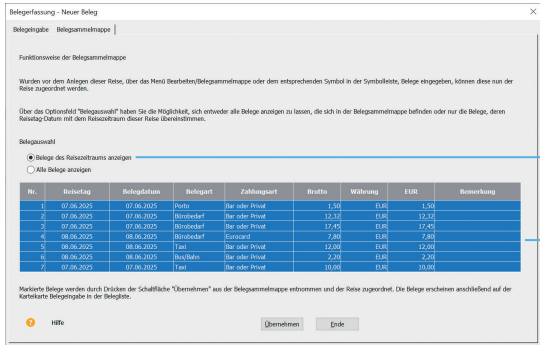 Belegerfassung - Neuer Beleg
Belegeingabe Belegsammelmappe
Funktionsweise der Belegsammelmappe
Wurden vor dem Anlegen dieser Reise, über das Menü Bearbeiten/Belegsammelmappe oder dem entsprechenden Symbol in der Symbolleiste, Belege eingegeben, können diese nun der
Reise zugeordnet werden.
Über das Optionsfeld "Belegauswahl" haben Sie die Möglichkeit, sich entweder alle Belege anzeigen zu lassen, die sich in der Belegsammelmappe befinden oder nur die Belege, deren
Reisetag-Datum mit dem Reisezeitraum dieser Reise übereinstimmen.
Belegauswahl
Belege des Reisezeitraums anzeigen
Alle Belege anzeigen
Nr. Reisetag Belegdatum Belegart Zahlungsart Brutto Währung EUR Bemerkung
1 07.06.2025 07.06.2025 Porto Bar oder Privat 1,50 EUR 1,50
2 07.06.2025 07.06.2025 Bürobedarf Bar oder Privat 12,32 EUR 12,32
3 07.06.2025 07.06.2025 Bürobedarf Bar oder Privat 17,45 EUR 17,45
4 08.06.2025 08.06.2025 Bürobedarf Eurocard 7,80 EUR 7,80
5 08.06.2025 08.06.2025 Taxi Bar oder Privat 12,00 EUR 12,00
6 08.06.2025 08.06.2025 Bus/Bahn Bar oder Privat 2,20 EUR 2,20
7 07.06.2025 07.06.2025 Taxi Bar oder Privat 10,00 EUR 10,00
Markierte Belege werden durch Drücken der Schaltfläche "Übernehmen" aus der Belegsammelmappe entnommen und der Reise zugeordnet. Die Belege erscheinen anschließend auf der
Karteikarte Belegeingabe in der Belegliste.
? Hilfe Übernehmen Ende